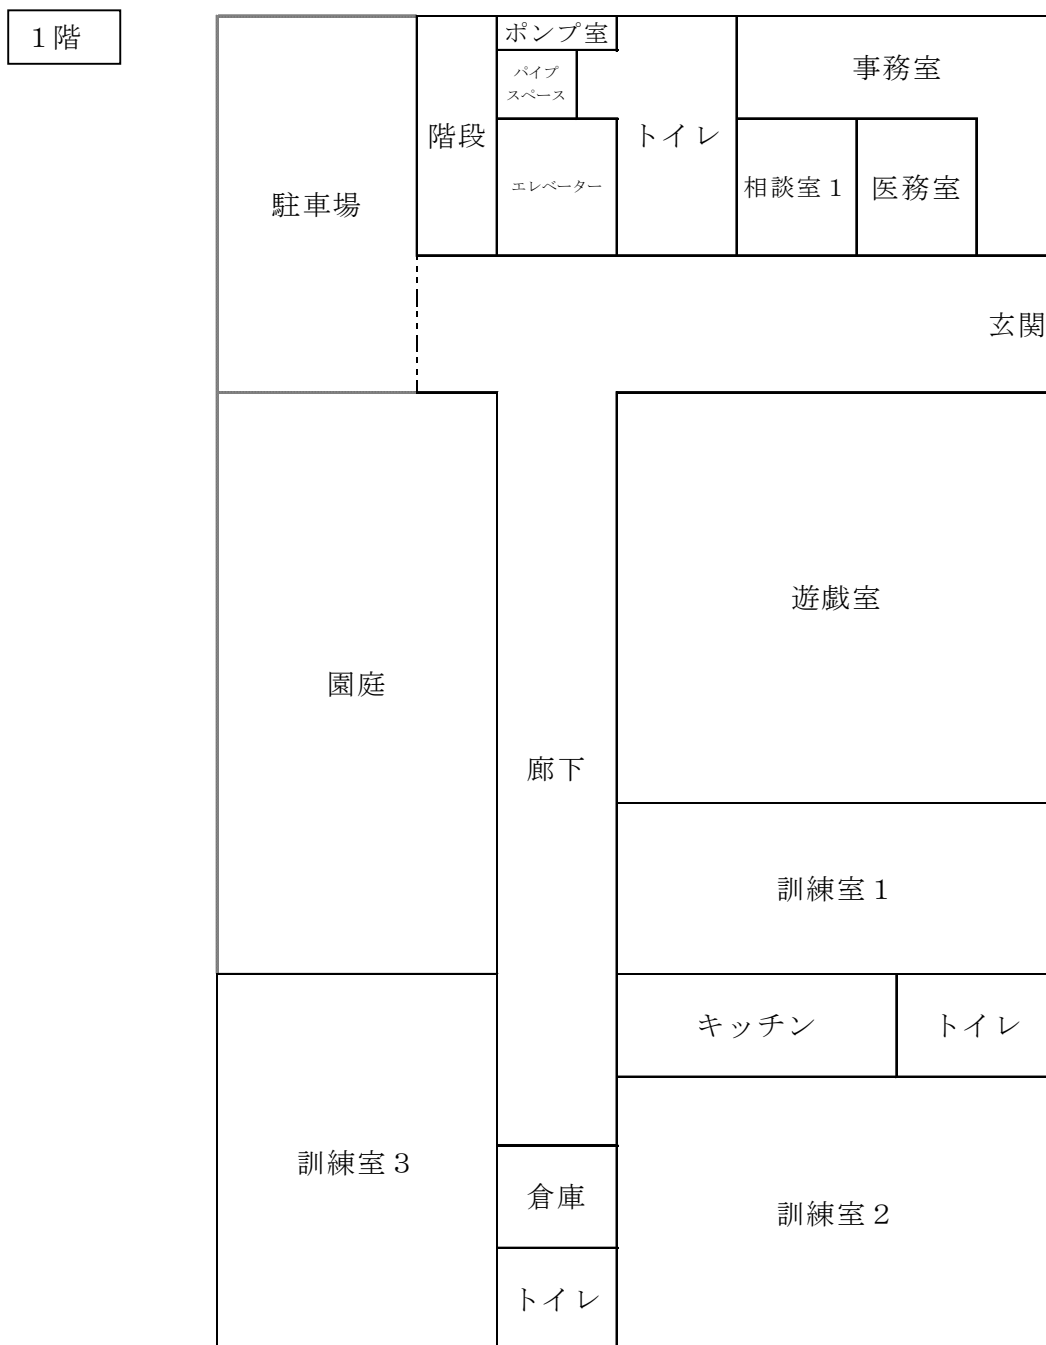 １階
ポンプ室
パイプ
スペース
事務室
階段
トイレ
エレベーター
相談室１
医務室
駐車場
玄関
遊戯室
園庭
廊下
訓練室１
キッチン
トイレ
訓練室３
倉庫
訓練室２
トイレ